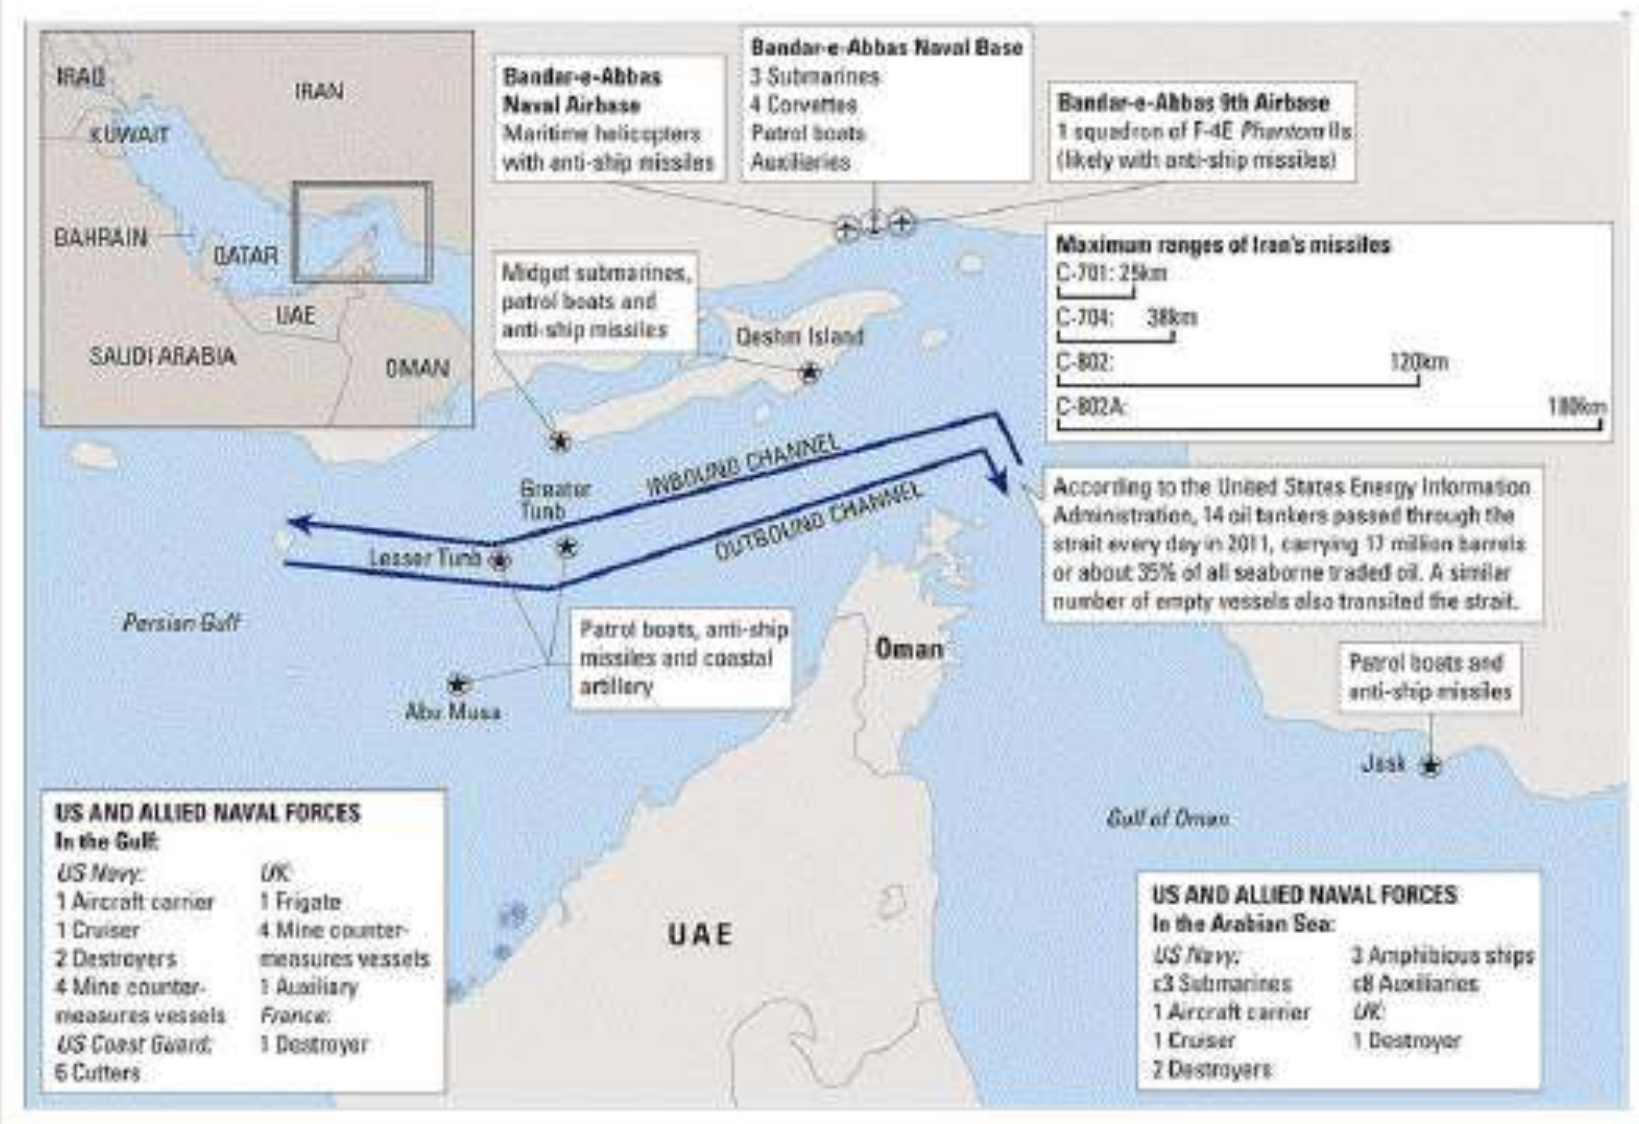 IRAQ
IRAN
KUWAIT
BAHRAIN
QATAR
UAE
SAUDI ARABIA
OMAN
Bandar-e-Abbas
Naval Airbase
Maritime helicopters
with anti-ship missiles
Bandar-e-Abbas Naval Base
3 Submarines
4 Corvettes
Patrol boats
Auxiliaries
Bandar-e-Abbas 9th Airbase
1 squadron of F-4E Phantom IIs
(likely with anti-ship missiles)
Midget submarines,
patrol boats and
anti-ship missiles
Qeshm Island
Maximum ranges of Iran's missiles
C-701: 25km
C-704: 38km
C-802: 120km
C-802A: 180km
INBOUND CHANNEL
OUTBOUND CHANNEL
Greater
Tunb
Lesser Tunb
According to the United States Energy Information
Administration, 14 oil tankers passed through the
strait every day in 2011, carrying 17 million barrels
or about 35% of all seaborne traded oil. A similar
number of empty vessels also transited the strait.
Persian Gulf
Patrol boats, anti-ship
missiles and coastal
artillery
Abu Musa
Oman
Patrol boats and
anti-ship missiles
Jask
Gulf of Oman
UAE
US AND ALLIED NAVAL FORCES
In the Gulf:
US Navy:
1 Aircraft carrier
1 Cruiser
2 Destroyers
4 Mine counter-
measures vessels
US Coast Guard:
6 Cutters
UK:
1 Frigate
4 Mine counter-
measures vessels
1 Auxiliary
France:
1 Destroyer
US AND ALLIED NAVAL FORCES
In the Arabian Sea:
US Navy:
c3 Submarines
1 Aircraft carrier
1 Cruiser
2 Destroyers
3 Amphibious ships
c8 Auxiliaries
UK:
1 Destroyer